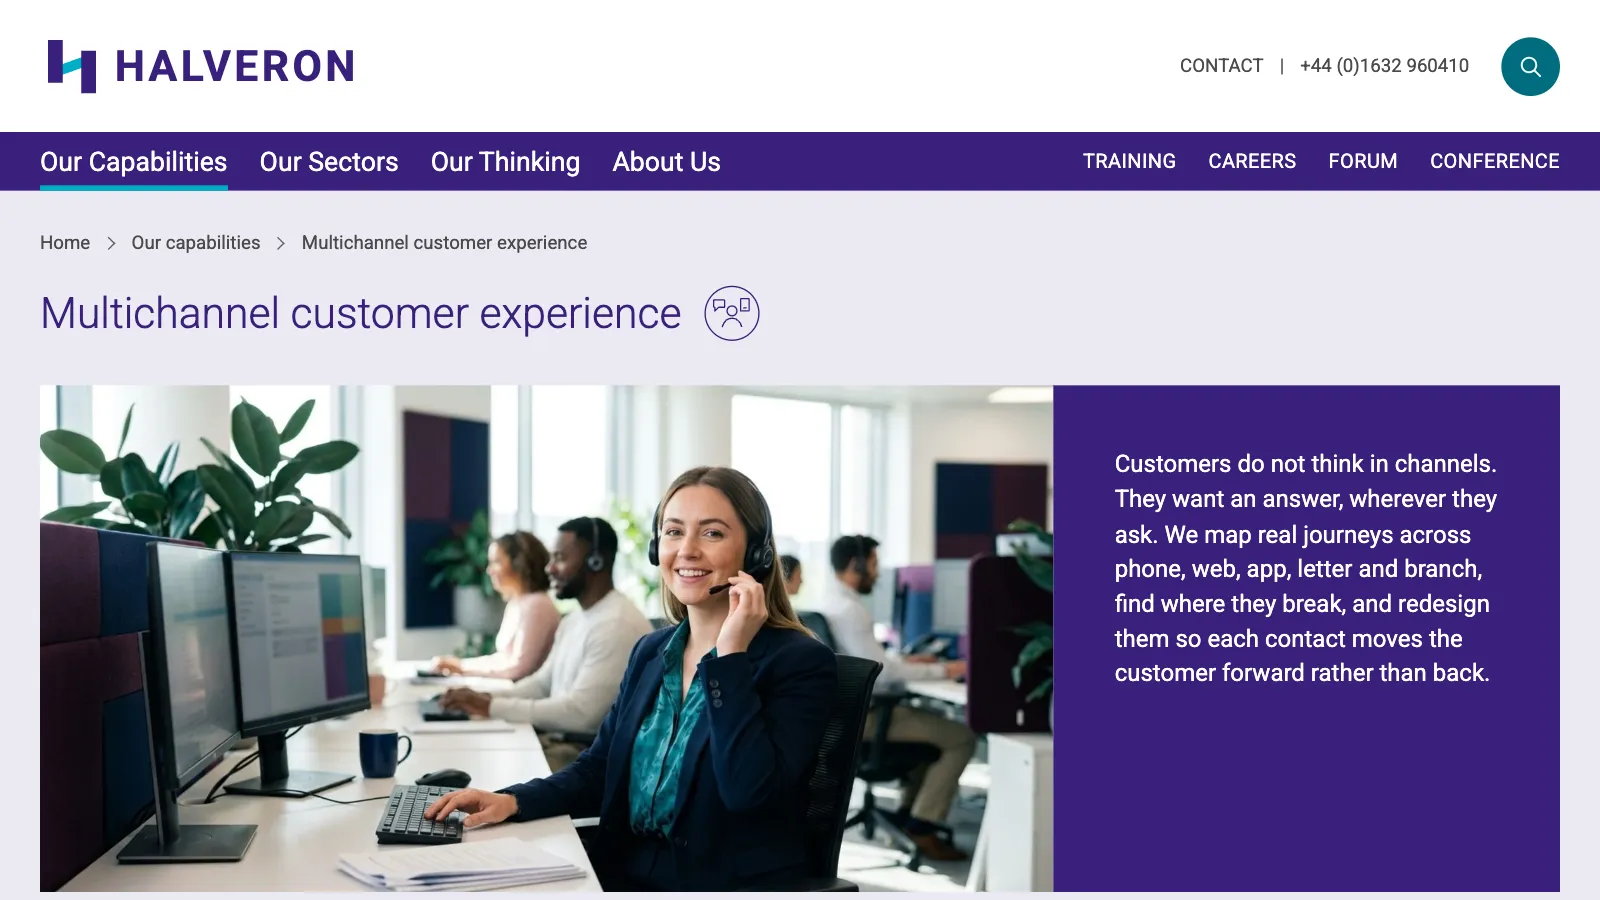 HALVERON
CONTACT | +44 (0)1632 960410
Our Capabilities Our Sectors Our Thinking About Us TRAINING CAREERS FORUM CONFERENCE
Home > Our capabilities > Multichannel customer experience
Multichannel customer experience
Customers do not think in channels.
They want an answer, wherever they
ask. We map real journeys across
phone, web, app, letter and branch,
find where they break, and redesign
them so each contact moves the
customer forward rather than back.